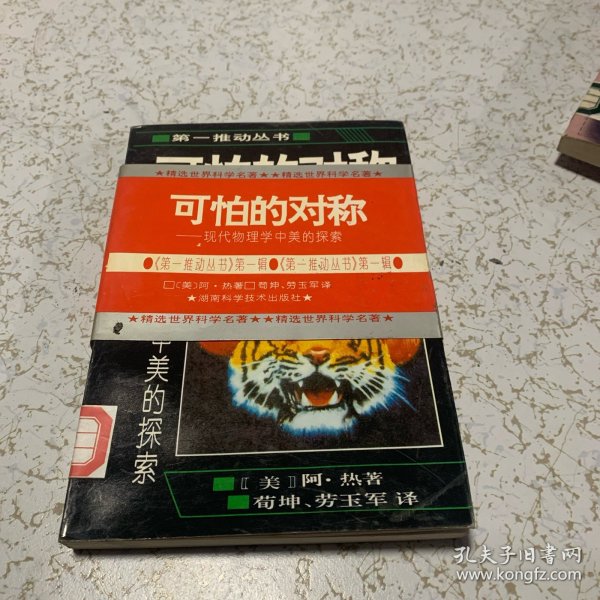 第一推动丛书
可怕的对称
★精选世界科学名著★★精选世界科学名著★
可怕的对称
——现代物理学中美的探索
●《第一推动丛书》第一辑●《第一推动丛书》第一辑●
□〔美〕阿·热著□荀坤、劳玉军译
★湖南科学技术出版社★
★精选世界科学名著★★精选世界科学名著★
中美的探索
〔美〕阿·热著
荀坤、劳玉军译
孔夫子旧书网
www.kongfz.com